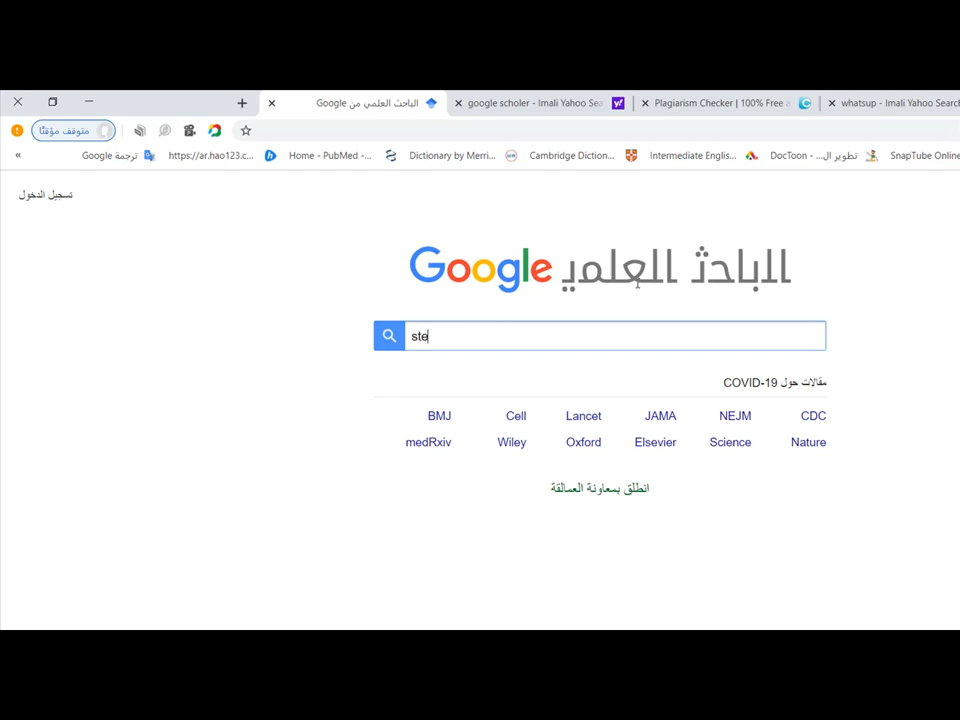 الباحث العلمي من Google
google scholer - Imali Yahoo Sea
Plagiarism Checker | 100% Free a
whatsup - Imali Yahoo Search
متوقف مؤقتًا
« ترجمة Google https://ar.hao123.c... Home - PubMed -... Dictionary by Merri... Cambridge Diction... Intermediate Englis... DocToon - ...تطوير ال SnapTube Online
تسجيل الدخول
Google الباحث العلمي
ste
مقالات حول COVID-19
BMJ Cell Lancet JAMA NEJM CDC
medRxiv Wiley Oxford Elsevier Science Nature
انطلق بمعاونة العمالقة